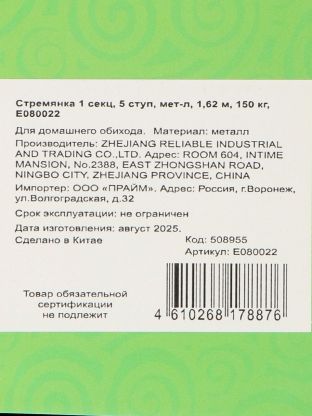 Стремянка 1 секц, 5 ступ, мет-л, 1,62 м, 150 кг,
E080022
Для домашнего обихода. Материал: металл
Производитель: ZHEJIANG RELIABLE INDUSTRIAL
AND TRADING CO.,LTD. Адрес: ROOM 604, INTIME
MANSION, No.2388, EAST ZHONGSHAN ROAD,
NINGBO CITY, ZHEJIANG PROVINCE, CHINA
Импортер: ООО «ПРАЙМ». Адрес: Россия, г.Воронеж,
ул.Волгоградская, д.32
Срок эксплуатации: не ограничен
Дата изготовления: август 2025.
Сделано в Китае
Код: 508955
Артикул: E080022
Товар обязательной
сертификации
не подлежит
4 610268 178876